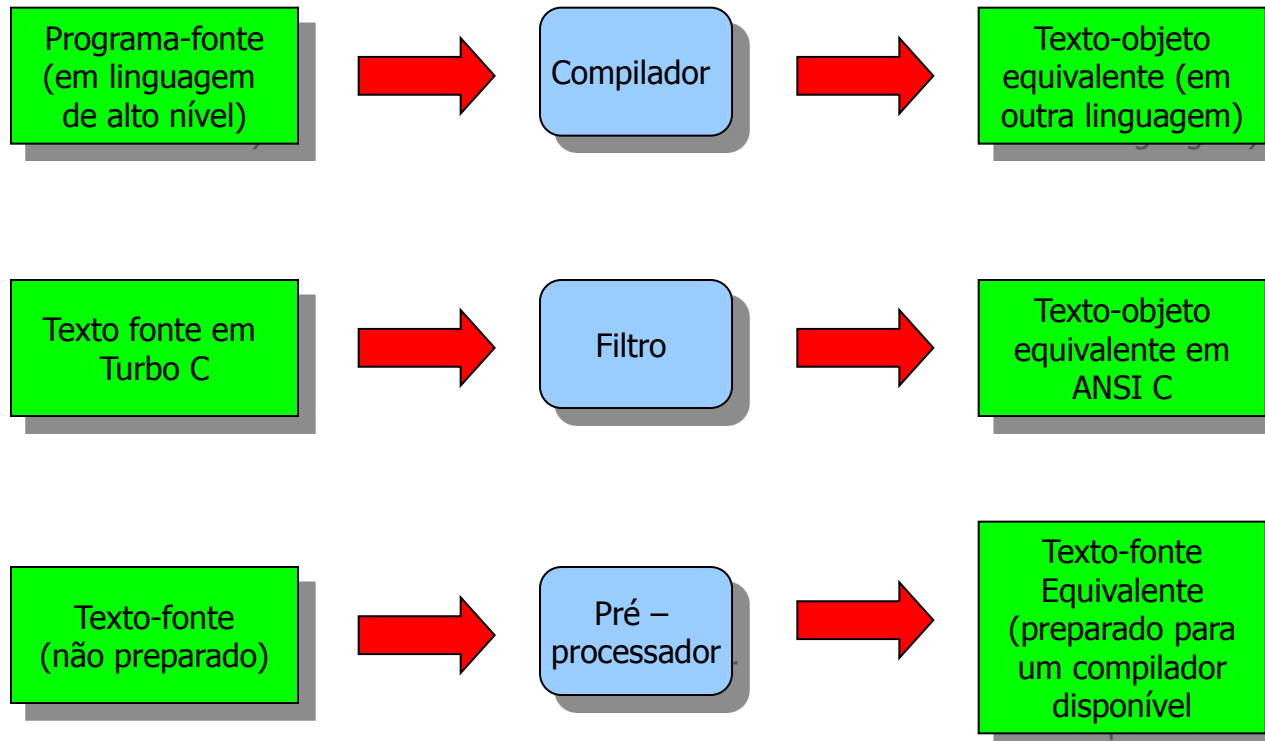 Programa-fonte
(em linguagem
de alto nível)
Compilador
Texto-objeto
equivalente (em
outra linguagem)
Texto fonte em
Turbo C
Filtro
Texto-objeto
equivalente em
ANSI C
Texto-fonte
(não preparado)
Pré –
processador
Texto-fonte
Equivalente
(preparado para
um compilador
disponível